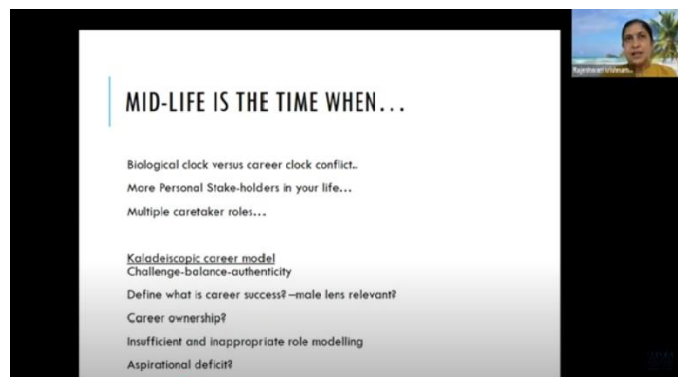 MID-LIFE IS THE TIME WHEN...
Biological clock versus career clock conflict..
More Personal Stake-holders in your life...
Multiple caretaker roles...
Kaladeiscopic career model
Challenge-balance-authenticity
Define what is career success? –male lens relevant?
Career ownership?
Insufficient and inappropriate role modelling
Aspirational deficit?